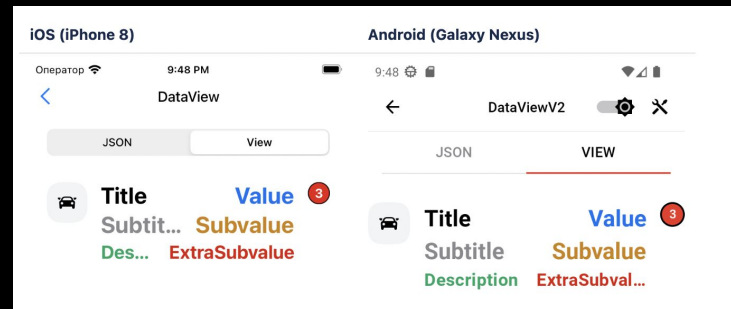 iOS (iPhone 8)
Оператор 9:48 PM
DataView
JSON View
Title Value 3
Subtit... Subvalue
Des... ExtraSubvalue
Android (Galaxy Nexus)
9:48
DataViewV2
JSON VIEW
Title Value 3
Subtitle Subvalue
Description ExtraSubval...